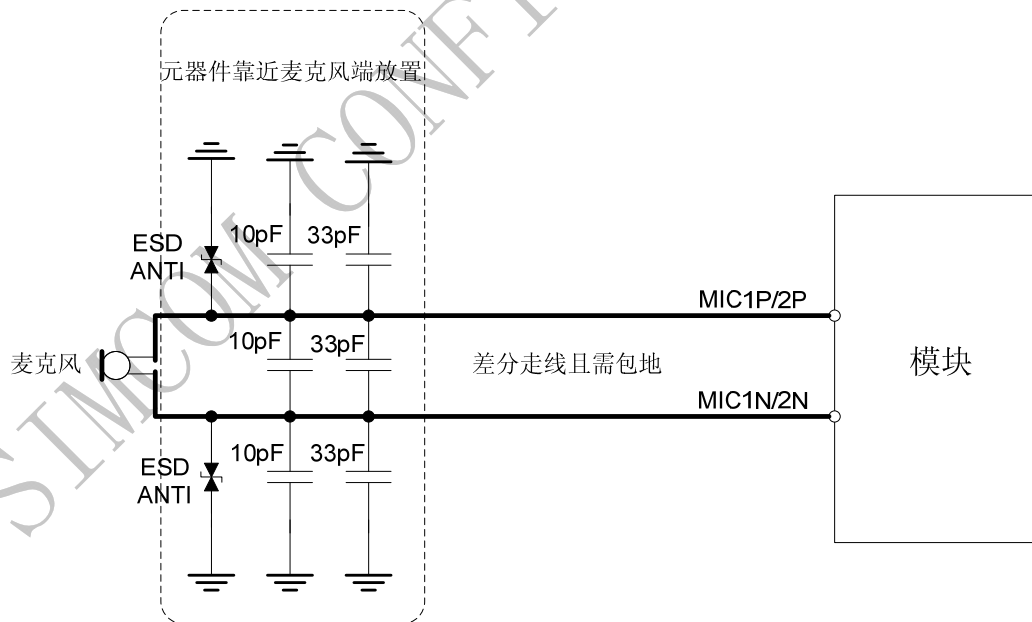 元器件靠近麦克风端放置
10pF
33pF
ESD
ANTI
MIC1P/2P
10pF
33pF
麦克风
差分走线且需包地
模块
MIC1N/2N
10pF
33pF
ESD
ANTI
SIMCOM CONF